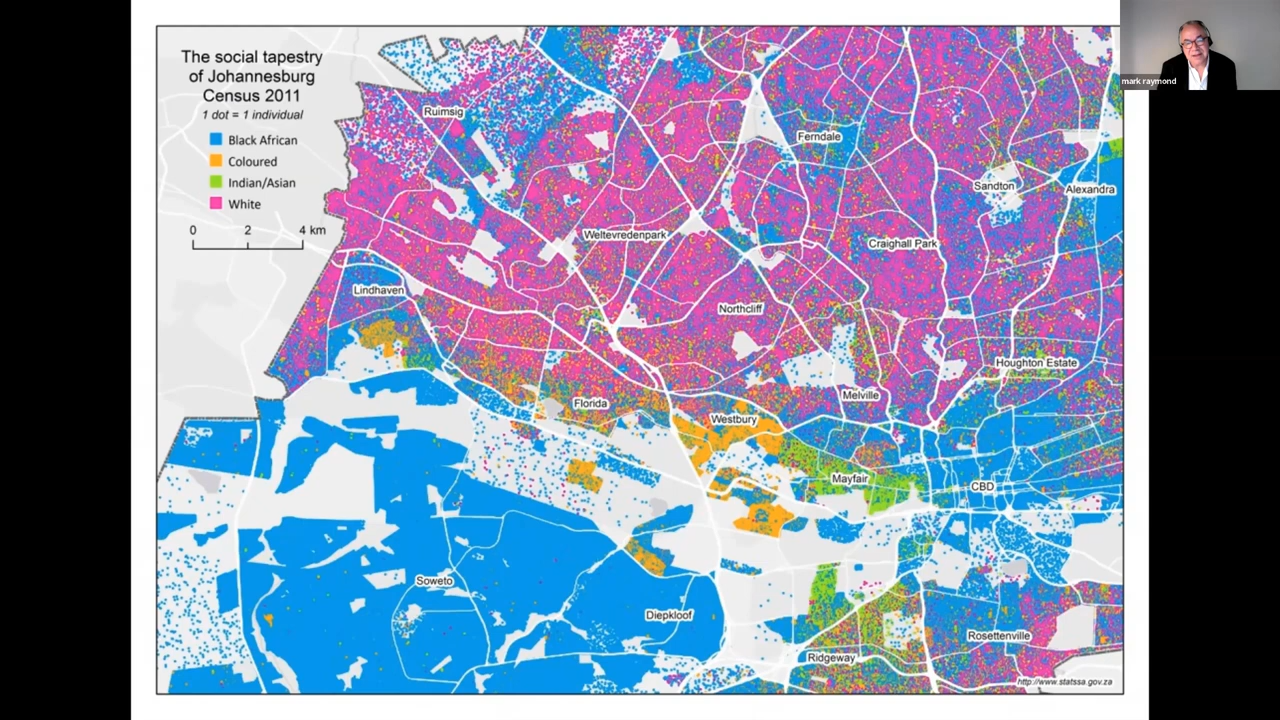 The social tapestry
of Johannesburg
Census 2011
1 dot = 1 individual
Black African
Coloured
Indian/Asian
White
0 2 4 km
mark raymond
Ruimsig
Ferndale
Sandton
Alexandra
Weltevredenpark
Craighall Park
Lindhaven
Northcliff
Houghton Estate
Melville
Florida
Westbury
Mayfair
CBD
Soweto
Diepkloof
Rosettenville
Ridgeway
http://www.statssa.gov.za